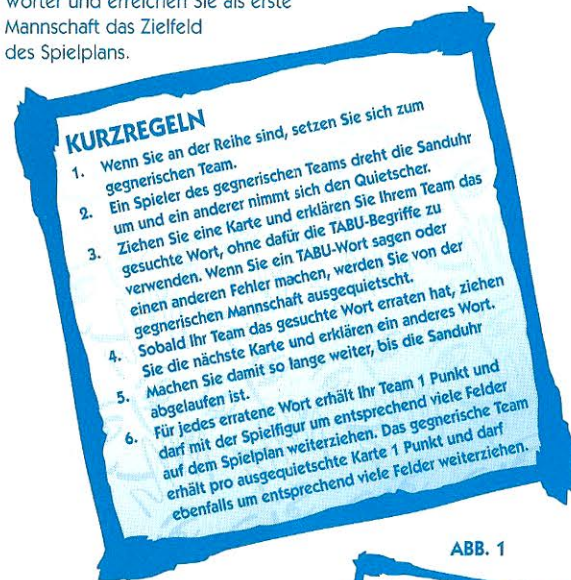 Wörter und erreichen Sie als erste
Mannschaft das Zielfeld
des Spielplans.
KURZREGELN
1. Wenn Sie an der Reihe sind, setzen Sie sich zum
gegnerischen Team.
2. Ein Spieler des gegnerischen Teams dreht die Sanduhr
um und ein anderer nimmt sich den Quietscher.
3. Ziehen Sie eine Karte und erklären Sie Ihrem Team das
gesuchte Wort, ohne dafür die TABU-Begriffe zu
verwenden. Wenn Sie ein TABU-Wort sagen oder
einen anderen Fehler machen, werden Sie von der
gegnerischen Mannschaft ausgequietscht.
4. Sobald Ihr Team das gesuchte Wort erraten hat, ziehen
Sie die nächste Karte und erklären ein anderes Wort.
5. Machen Sie damit so lange weiter, bis die Sanduhr
abgelaufen ist.
6. Für jedes erratene Wort erhält Ihr Team 1 Punkt und
darf mit der Spielfigur um entsprechend viele Felder
auf dem Spielplan weiterziehen. Das gegnerische Team
erhält pro ausgequietschte Karte 1 Punkt und darf
ebenfalls um entsprechend viele Felder weiterziehen.
ABB. 1